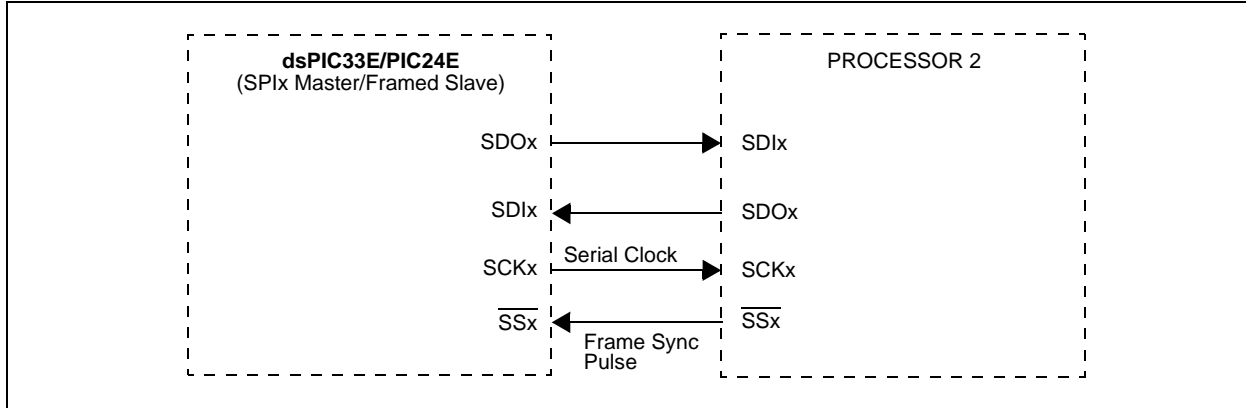 dsPIC33E/PIC24E
(SPIx Master/Framed Slave)
PROCESSOR 2
SDOx
SDIx
SDIx
SDOx
SCKx
Serial Clock
SCKx
SSx
Frame Sync
Pulse
SSx